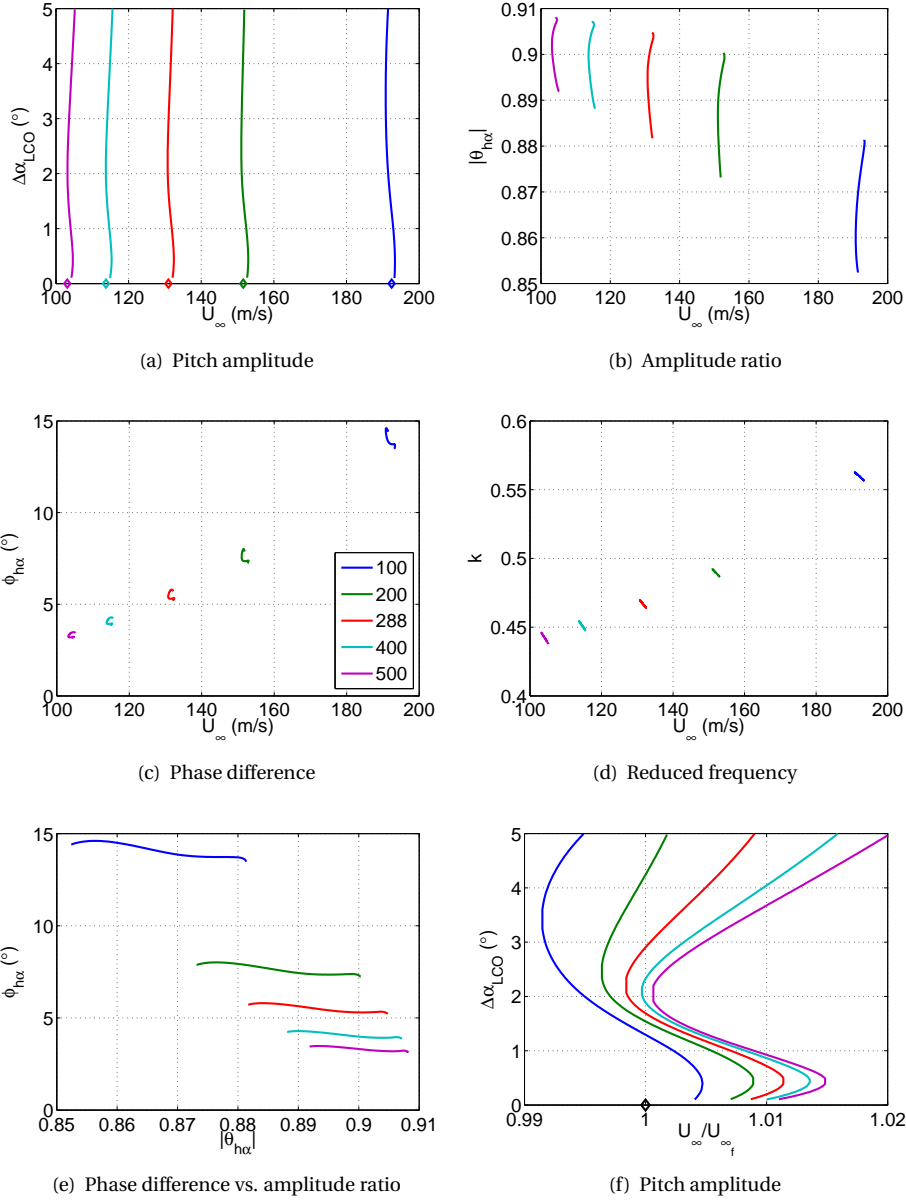 5
4
3
2
1
0
Δα_LCO (°)
100 120 140 160 180 200
U_∞ (m/s)
(a) Pitch amplitude
0.91
0.9
0.89
0.88
0.87
0.86
0.85
|θ_hα|
100 120 140 160 180 200
U_∞ (m/s)
(b) Amplitude ratio
15
10
5
0
ϕ_hα (°)
100
200
288
400
500
100 120 140 160 180 200
U_∞ (m/s)
(c) Phase difference
0.6
0.55
0.5
0.45
0.4
k
100 120 140 160 180 200
U_∞ (m/s)
(d) Reduced frequency
15
10
5
0
ϕ_hα (°)
0.85 0.86 0.87 0.88 0.89 0.9 0.91
|θ_hα|
(e) Phase difference vs. amplitude ratio
5
4
3
2
1
0
Δα_LCO (°)
0.99 1 1.01 1.02
U_∞/U_∞_f
(f) Pitch amplitude